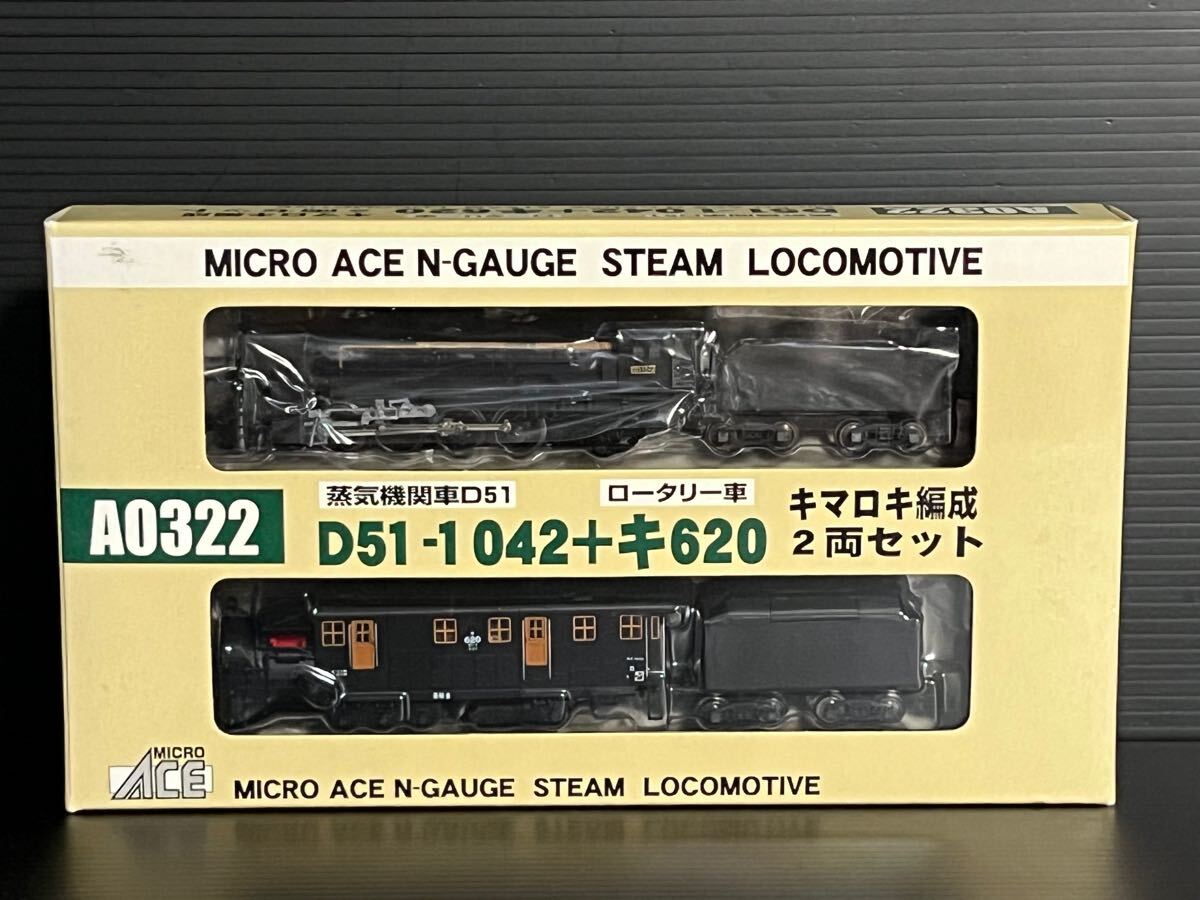 A0322
MICRO ACE N-GAUGE STEAM LOCOMOTIVE
蒸気機関車D51
ロータリー車
A0322
D51-1042+キ620
キマロキ編成
2両セット
620
MICRO ACE
MICRO ACE N-GAUGE STEAM LOCOMOTIVE